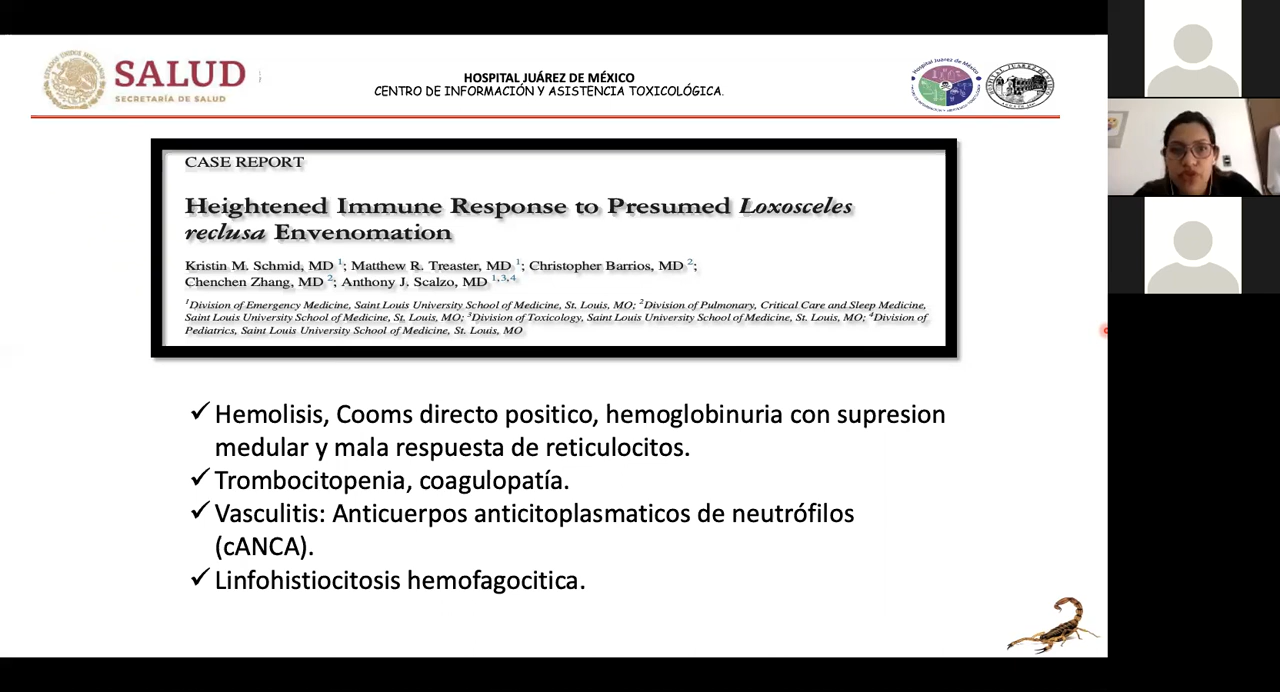 SALUD
SECRETARÍA DE SALUD
HOSPITAL JUÁREZ DE MÉXICO
CENTRO DE INFORMACIÓN Y ASISTENCIA TOXICOLÓGICA.
Hospital Juárez de México
CASE REPORT
Heightened Immune Response to Presumed Loxosceles
reclusa Envenomation
Kristin M. Schmid, MD 1; Matthew R. Treaster, MD 1; Christopher Barrios, MD 2;
Chenchen Zhang, MD 2; Anthony J. Scalzo, MD 1,3,4
1Division of Emergency Medicine, Saint Louis University School of Medicine, St. Louis, MO; 2Division of Pulmonary, Critical Care and Sleep Medicine,
Saint Louis University School of Medicine, St. Louis, MO; 3Division of Toxicology, Saint Louis University School of Medicine, St. Louis, MO; 4Division of
Pediatrics, Saint Louis University School of Medicine, St. Louis, MO
✓ Hemolisis, Cooms directo positico, hemoglobinuria con supresion
medular y mala respuesta de reticulocitos.
✓ Trombocitopenia, coagulopatía.
✓ Vasculitis: Anticuerpos anticitoplasmaticos de neutrófilos
(cANCA).
✓ Linfohistiocitosis hemofagocitica.